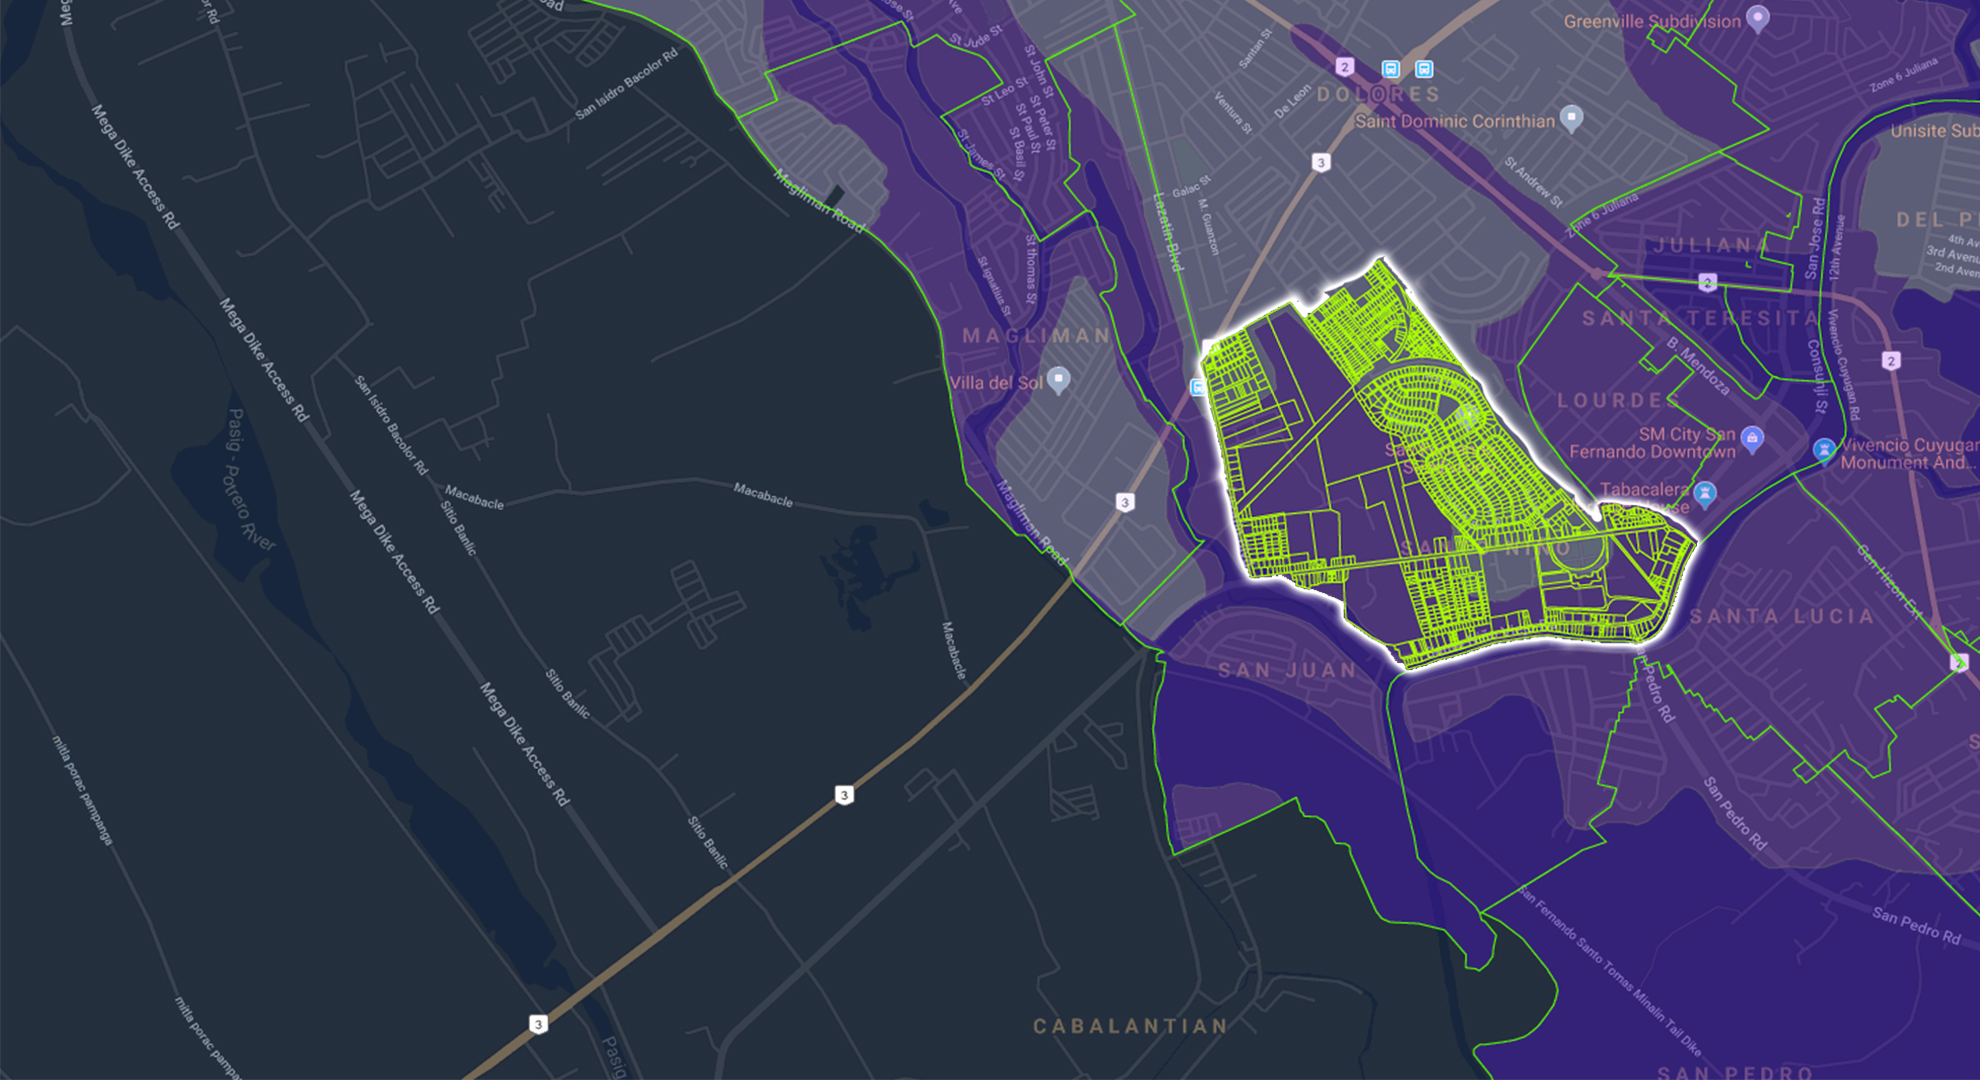 Greenville Subdivision
Zone 6 Juliana
St Jude St
St John St
Santan St
2
DOLORES
Saint Dominic Corinthian
San Isidro Bacolor Rd
St Leo St
St Peter St
St Paul St
St Basil St
St James St
Ventura St
De Leon
Unisite Sub
Mega Dike Access Rd
3
St Andrew St
Magliman Road
Galac St
M. Guanzon
Lazatin Blvd
Zone 6 Juliana
San Jose Rd
12th Avenue
DEL P
4th Av
3rd Avenu
2nd Aven
JULIANA
St thomas St
St Ignatius St
2
SANTA TERESITA
MAGLIMAN
Mega Dike Access Rd
B. Mendoza
Vivencio Cuyugan Rd
Consunji St
2
Villa del Sol
San Isidro Bacolor Rd
LOURDES
SM City San
Fernando Downtown
Vivencio Cuyugan
Monument And...
Pasig - Potrero River
Macabacle
Macabacle
Sitio Banlic
Mega Dike Access Rd
Magliman Road
3
Tabacalera
SANTO NINO
Gen Hizon Ext
SANTA LUCIA
Macabacle
SAN JUAN
Sitio Banlic
Mega Dike Access Rd
San Pedro Rd
mitla porac pampanga
3
San Pedro Rd
Sitio Banlic
San Pedro Rd
San Fernando Santo Tomas Minalin Tail Dike
mitla porac pampa
3
CABALANTIAN
Pasig
SAN PEDRO